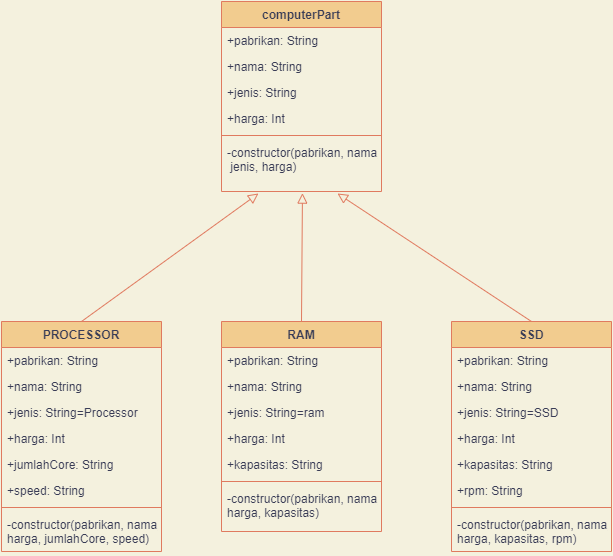 computerPart
+pabrikan: String
+nama: String
+jenis: String
+harga: Int
-constructor(pabrikan, nama
jenis, harga)
PROCESSOR
+pabrikan: String
+nama: String
+jenis: String=Processor
+harga: Int
+jumlahCore: String
+speed: String
-constructor(pabrikan, nama
harga, jumlahCore, speed)
RAM
+pabrikan: String
+nama: String
+jenis: String=ram
+harga: Int
+kapasitas: String
-constructor(pabrikan, nama
harga, kapasitas)
SSD
+pabrikan: String
+nama: String
+jenis: String=SSD
+harga: Int
+kapasitas: String
+rpm: String
-constructor(pabrikan, nama
harga, kapasitas, rpm)